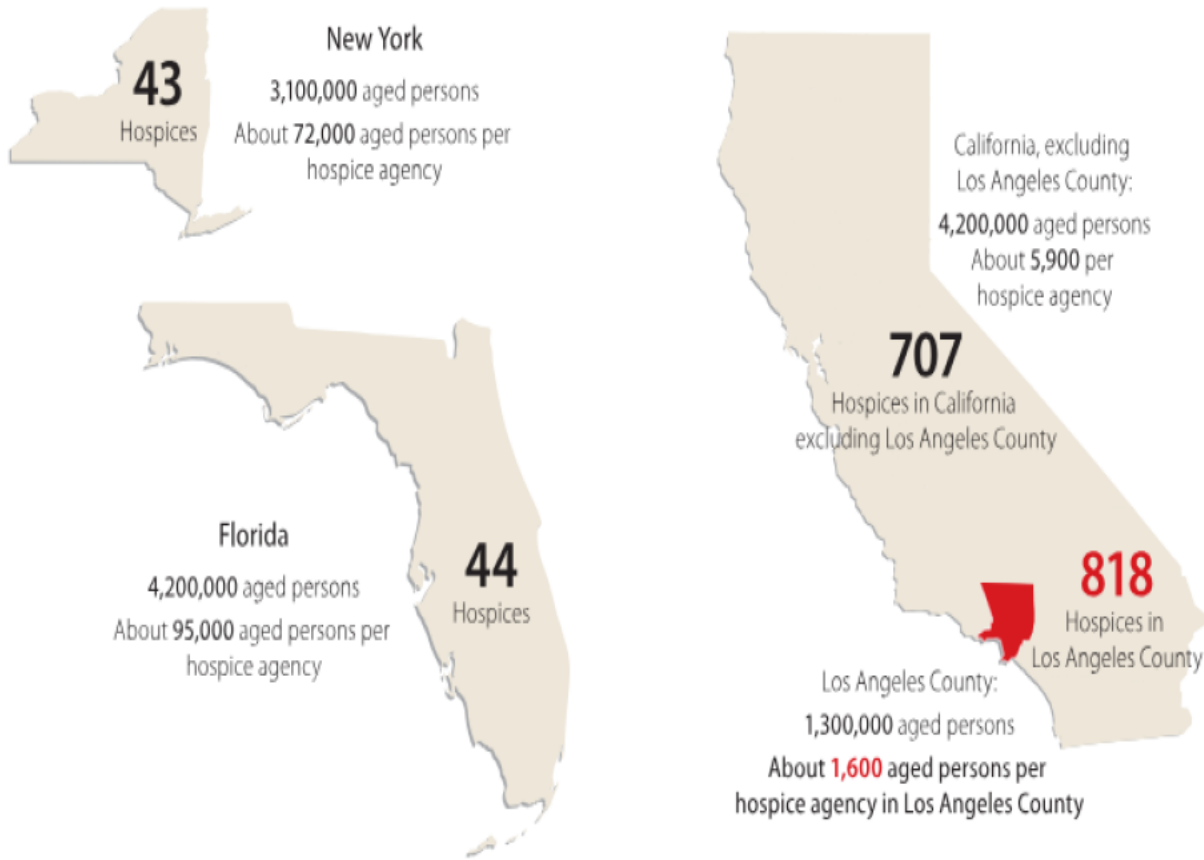 New York
3,100,000 aged persons
About 72,000 aged persons per
hospice agency
43
Hospices
Florida
4,200,000 aged persons
About 95,000 aged persons per
hospice agency
44
Hospices
California, excluding
Los Angeles County:
4,200,000 aged persons
About 5,900 per
hospice agency
707
Hospices in California
excluding Los Angeles County
818
Hospices in
Los Angeles County
Los Angeles County:
1,300,000 aged persons
About 1,600 aged persons per
hospice agency in Los Angeles County